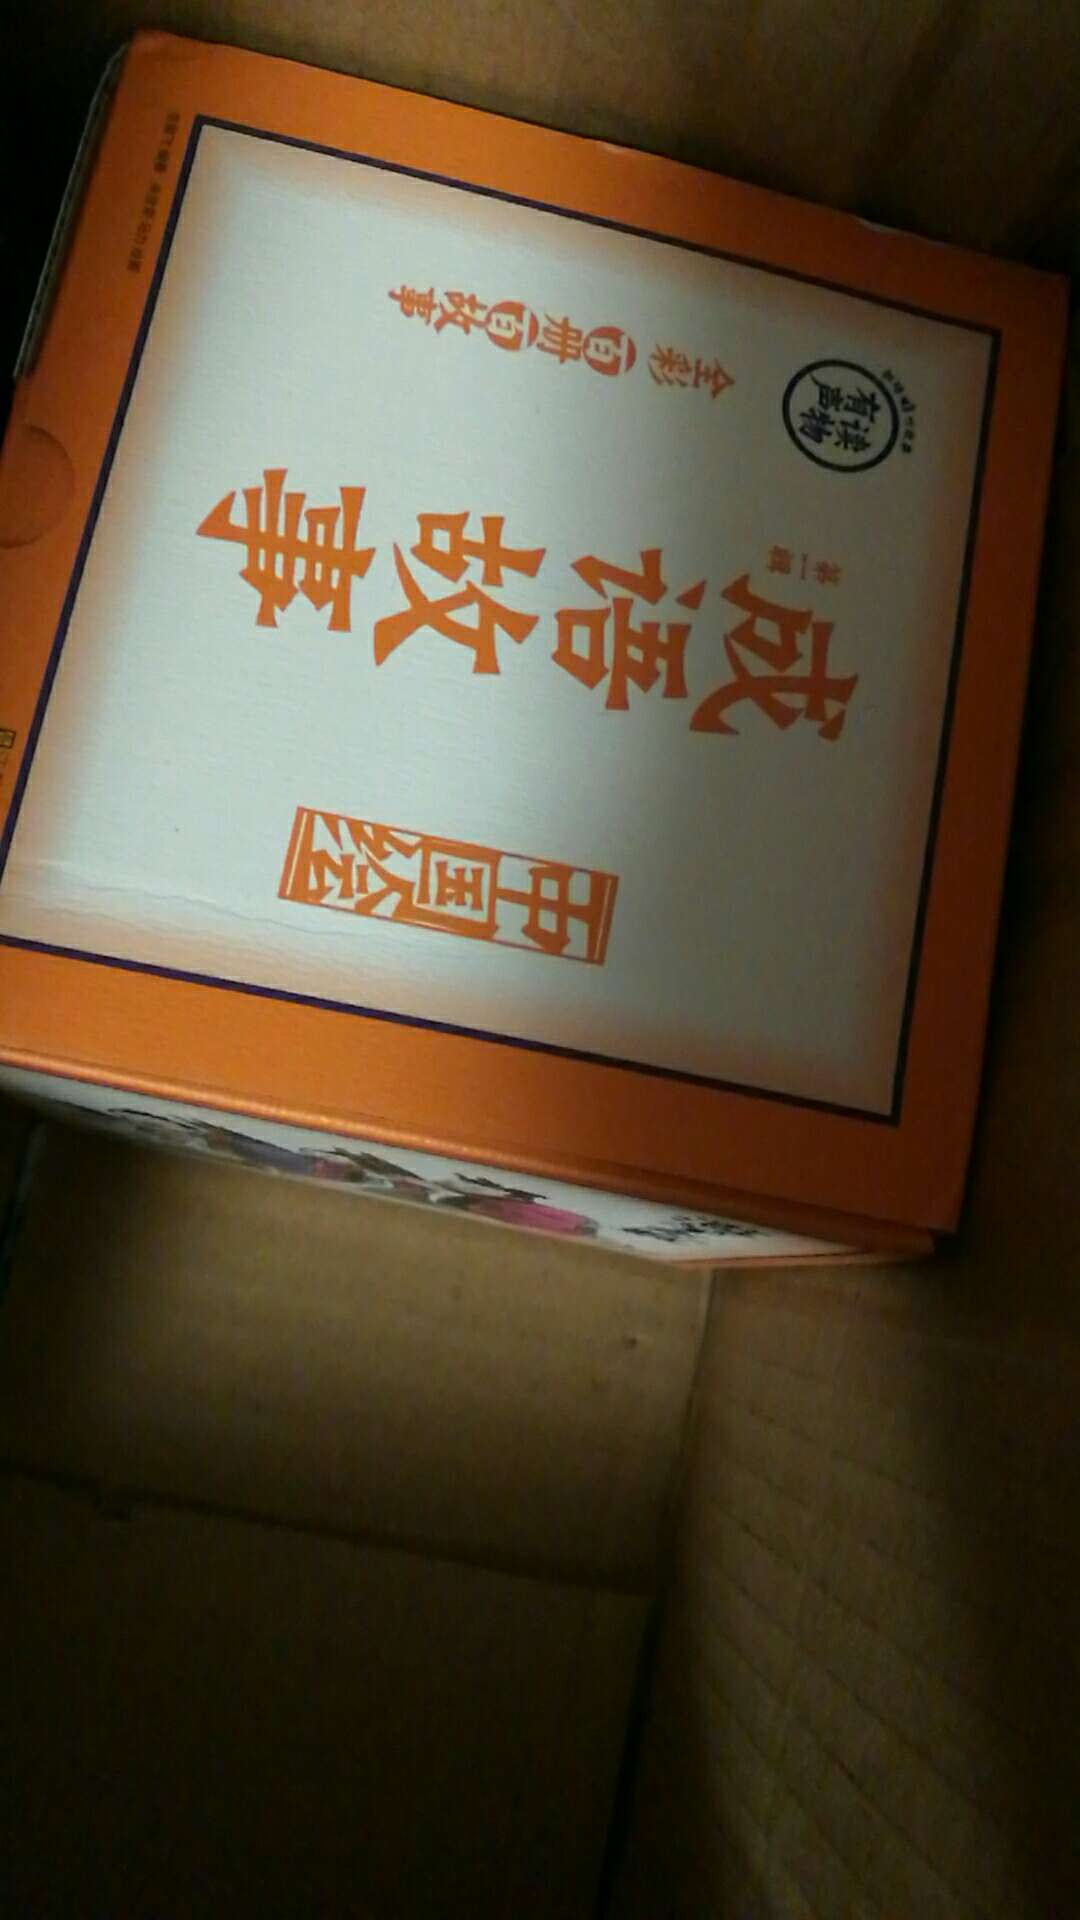 中国绘
成语故事
第一辑
全彩百册百故事
有声
读物